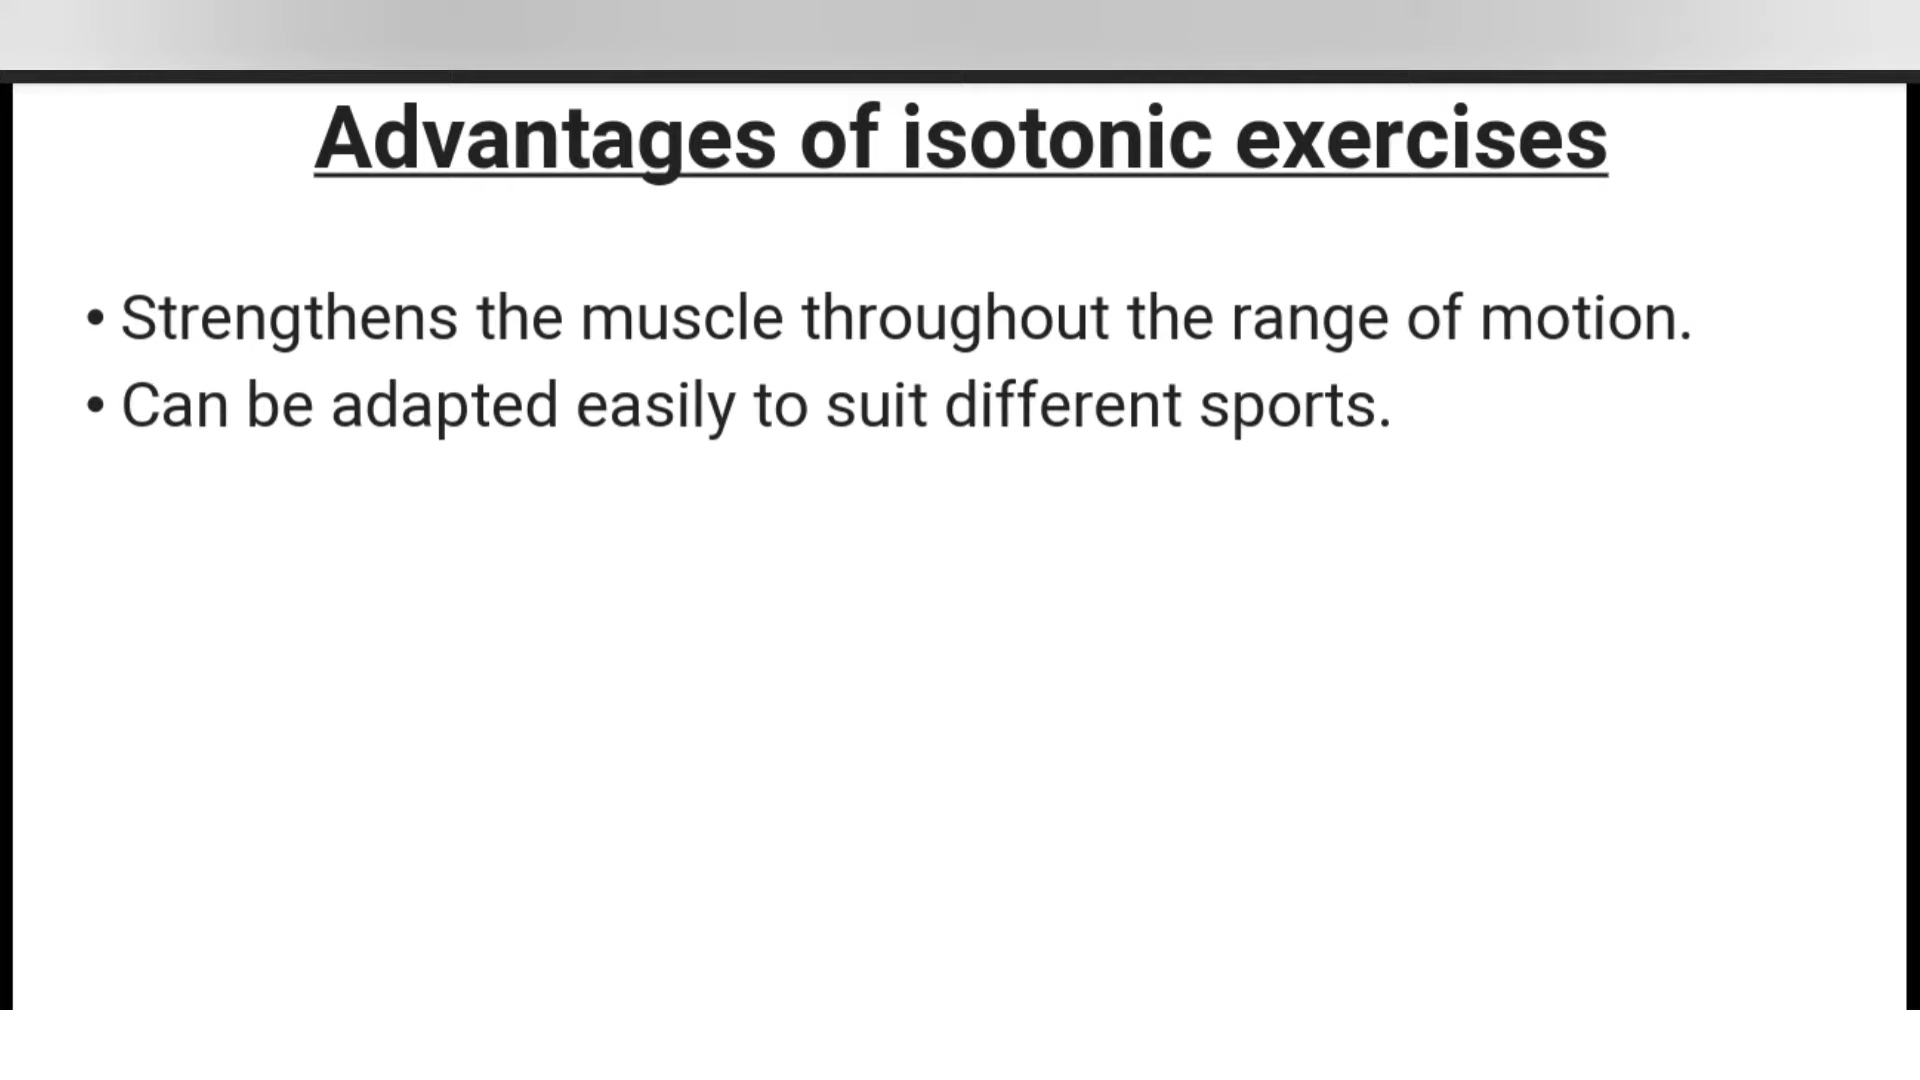 Advantages of isotonic exercises
• Strengthens the muscle throughout the range of motion.
• Can be adapted easily to suit different sports.